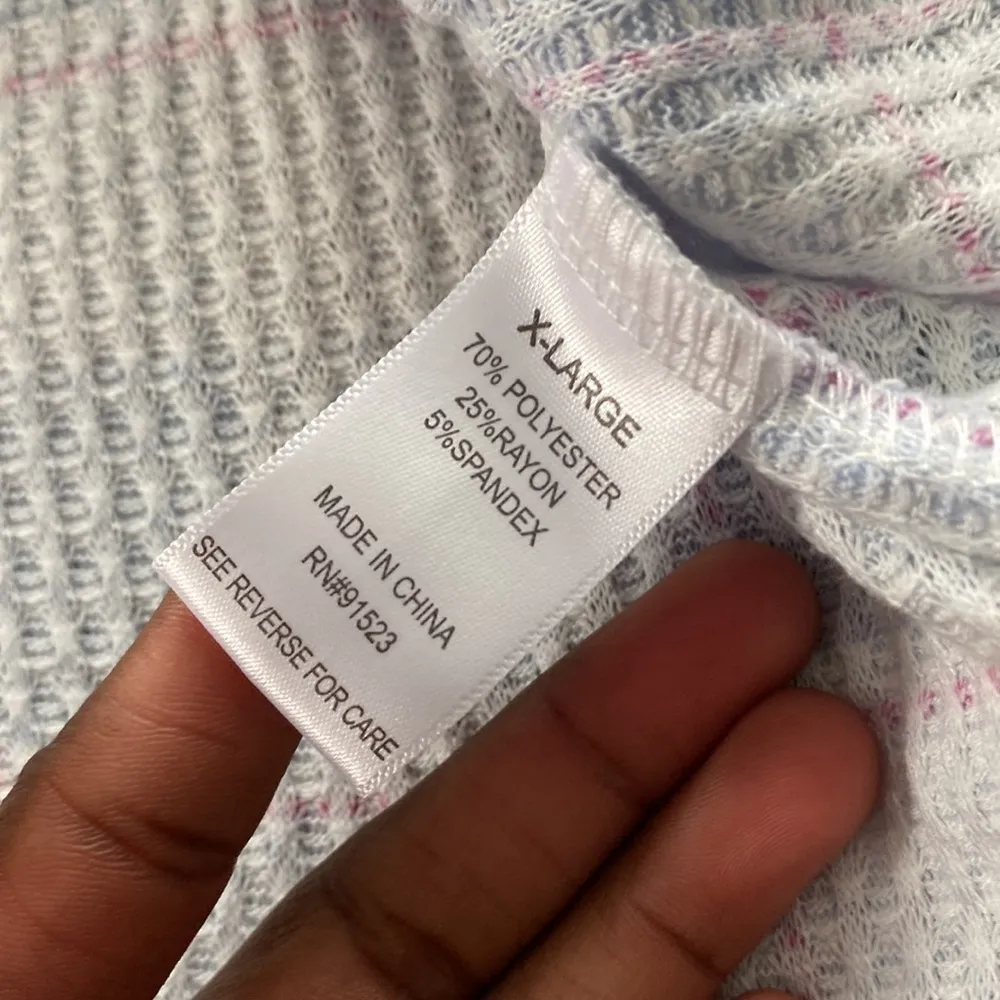 X-LARGE
70% POLYESTER
25%RAYON
5%SPANDEX
MADE IN CHINA
RN#91523
SEE REVERSE FOR CARE